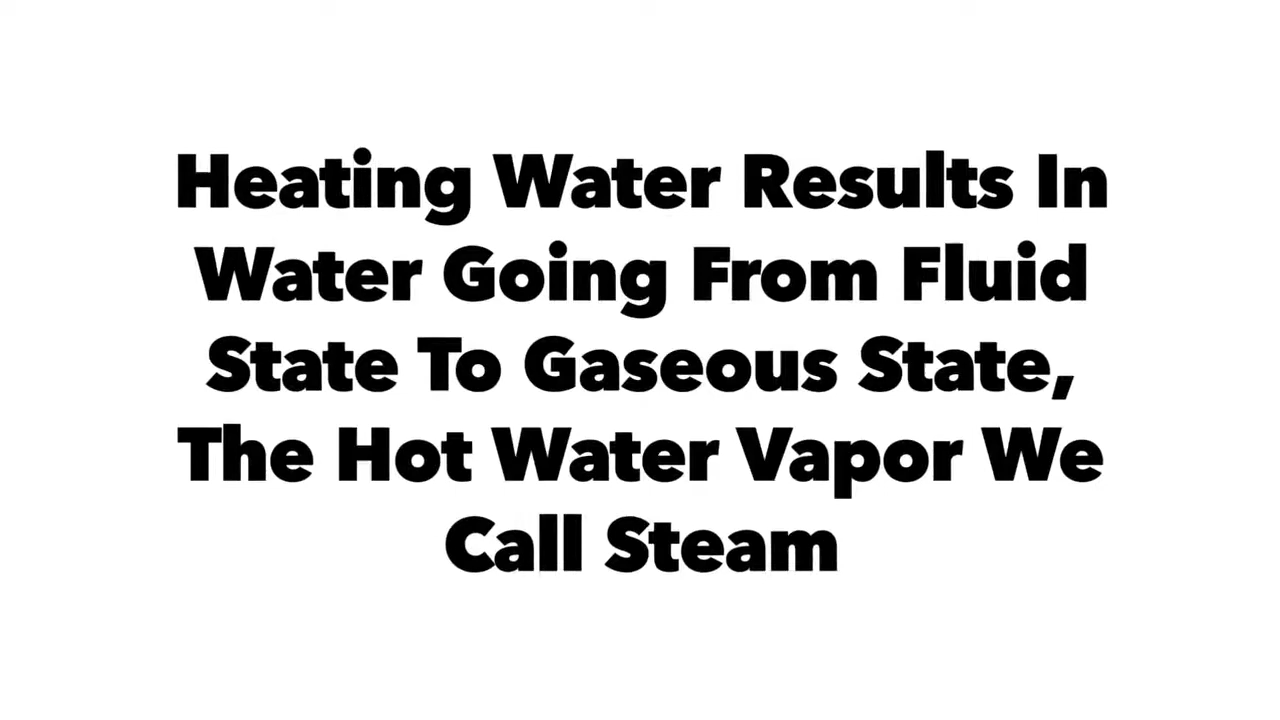 Heating Water Results In
Water Going From Fluid
State To Gaseous State,
The Hot Water Vapor We
Call Steam